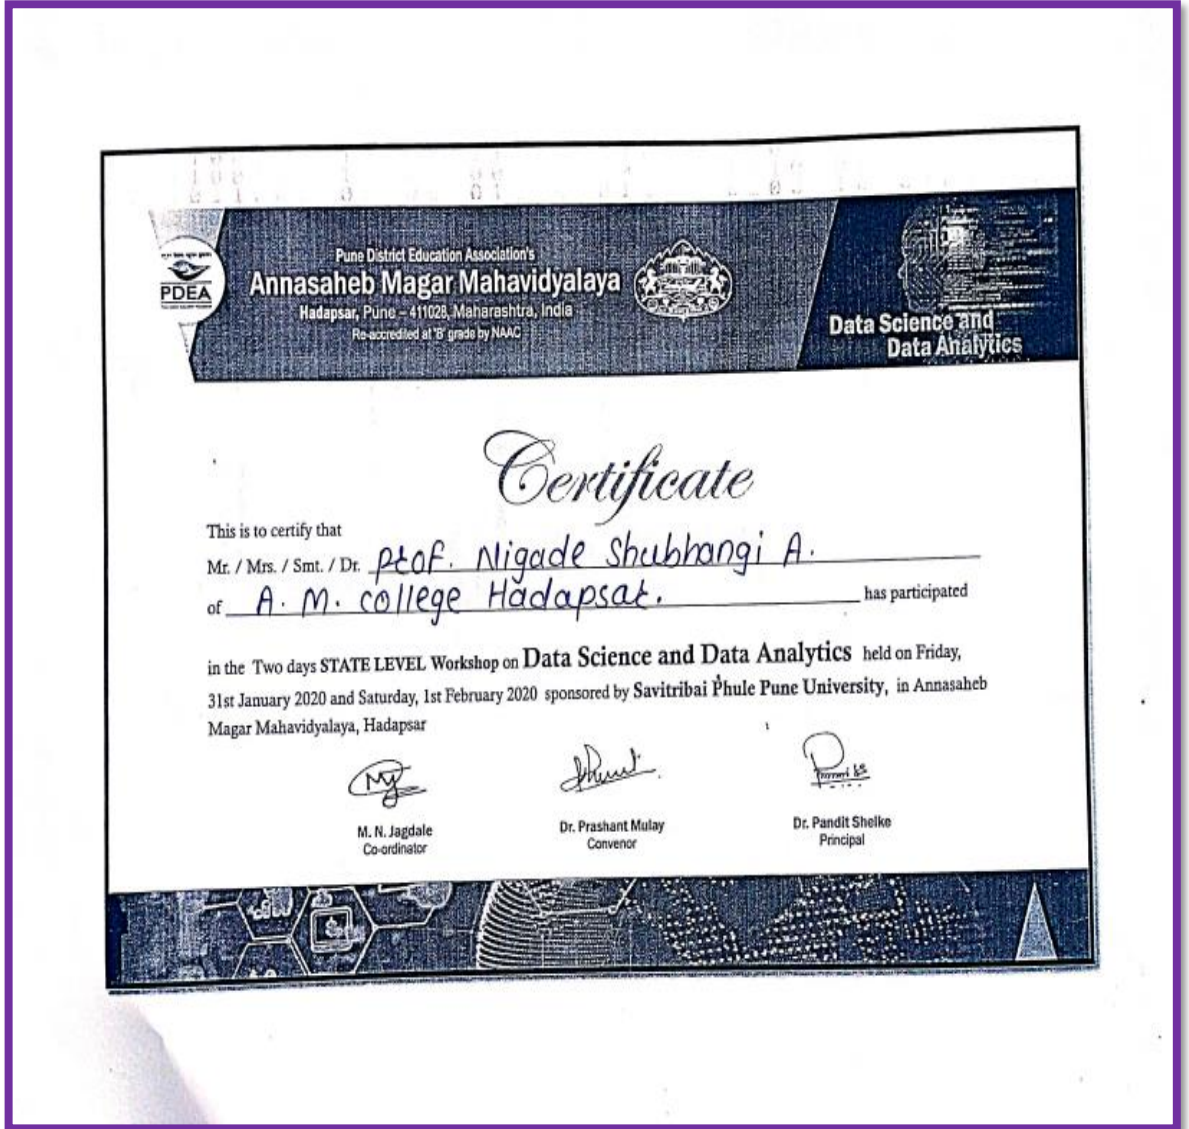 Pune District Education Association's
Annasaheb Magar Mahavidyalaya
Hadapsar, Pune – 411028, Maharashtra, India
Re-accredited at 'B' grade by NAAC
PDEA
Data Science and
Data Analytics
Certificate
This is to certify that
Mr. / Mrs. / Smt. / Dr. Prof. Nigade Shubhangi A.
of A. M. college Hadapsar. has participated
in the Two days STATE LEVEL Workshop on Data Science and Data Analytics held on Friday,
31st January 2020 and Saturday, 1st February 2020 sponsored by Savitribai Phule Pune University, in Annasaheb
Magar Mahavidyalaya, Hadapsar
M. N. Jagdale
Co-ordinator
Dr. Prashant Mulay
Convenor
Dr. Pandit Shelke
Principal